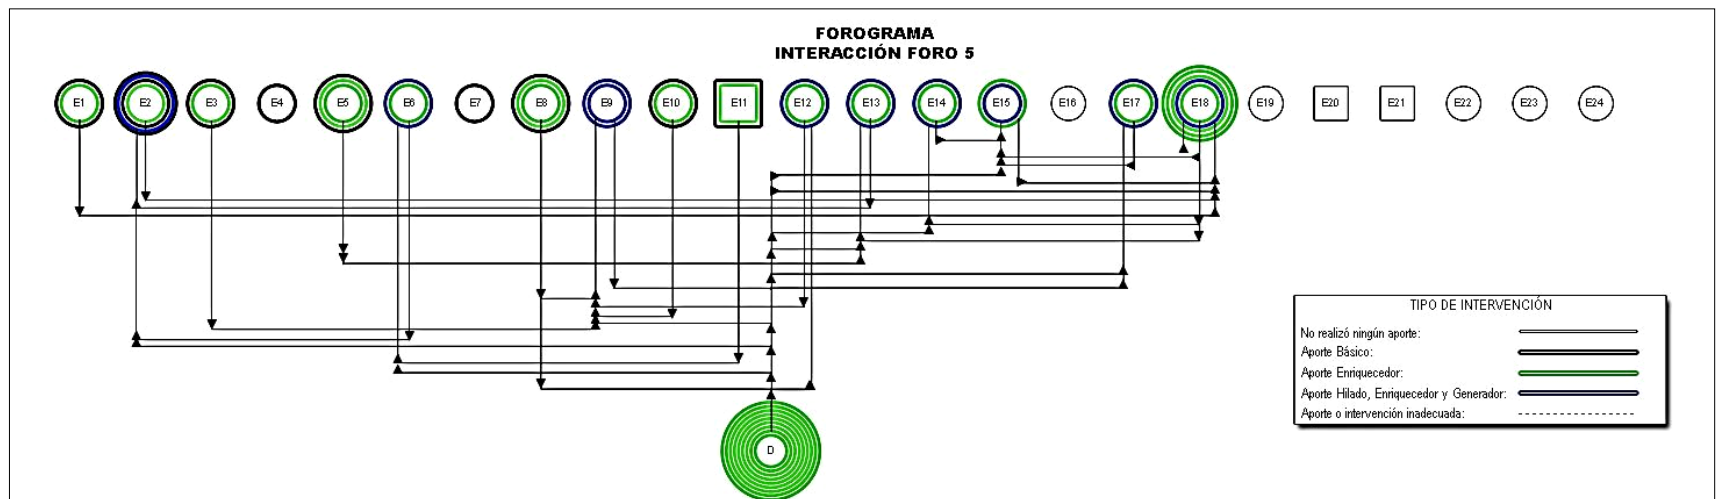 FOROGRAMA
INTERACCIÓN FORO 5
E1 E2 E3 E4 E5 E6 E7 E8 E9 E10 E11 E12 E13 E14 E15 E16 E17 E18 E19 E20 E21 E22 E23 E24
TIPO DE INTERVENCIÓN
No realizó ningún aporte:
Aporte Básico:
Aporte Enriquecedor:
Aporte Hilado, Enriquecedor y Generador:
Aporte o intervención inadecuada:
D